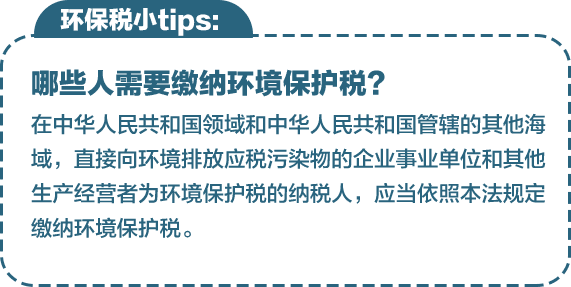 环保税小tips:
哪些人需要缴纳环境保护税？
在中华人民共和国领域和中华人民共和国管辖的其他海
域，直接向环境排放应税污染物的企业事业单位和其他
生产经营者为环境保护税的纳税人，应当依照本法规定
缴纳环境保护税。